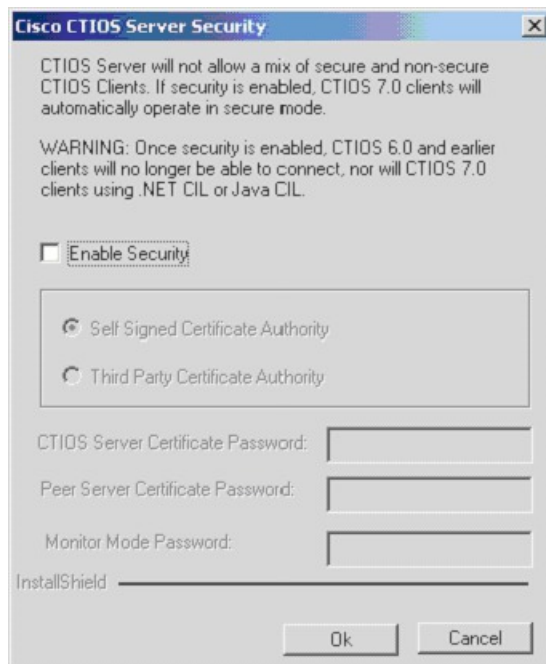 Cisco CTIOS Server Security
CTIOS Server will not allow a mix of secure and non-secure
CTIOS Clients. If security is enabled, CTIOS 7.0 clients will
automatically operate in secure mode.
WARNING: Once security is enabled, CTIOS 6.0 and earlier
clients will no longer be able to connect, nor will CTIOS 7.0
clients using .NET CIL or Java CIL.
Enable Security
Self Signed Certificate Authority
Third Party Certificate Authority
CTIOS Server Certificate Password:
Peer Server Certificate Password:
Monitor Mode Password:
InstallShield
Ok Cancel